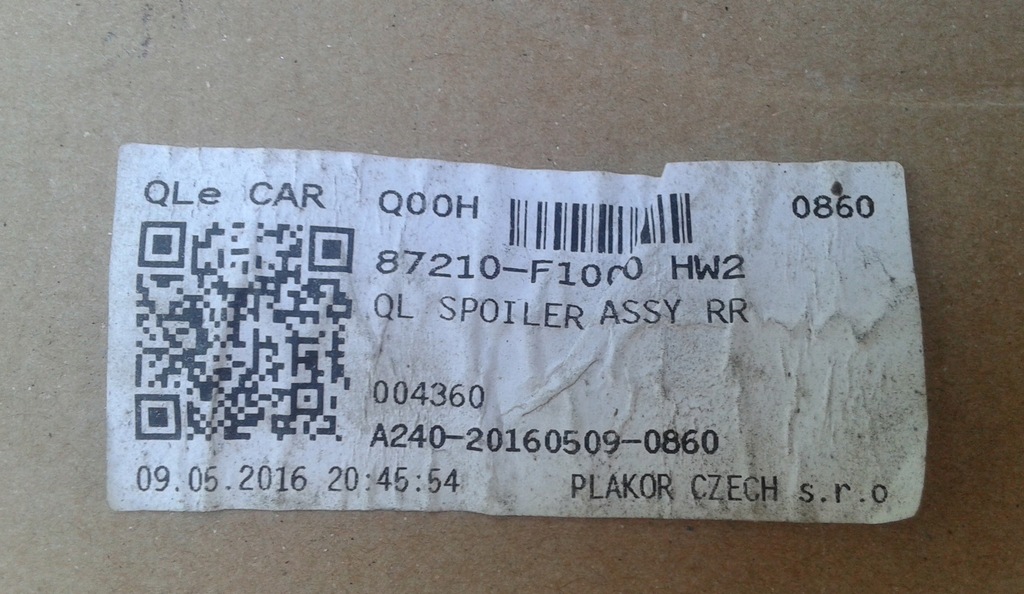 QLe CAR Q00H 0860
HW2
QL SPOILER ASSY RR
004360
A240-20160509-0860
09.05.2016 20:45:54 PLAKOR CZECH s.r.o